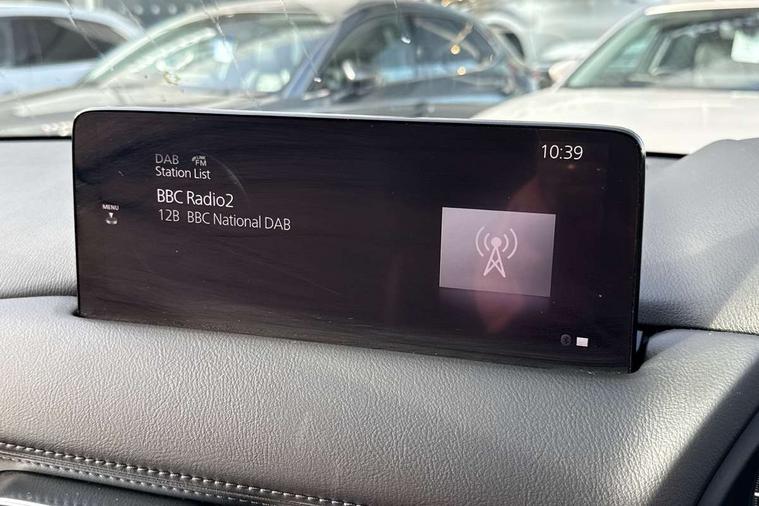 DAB LINK FM
10:39
Station List
BBC Radio2
MENU
12B BBC National DAB